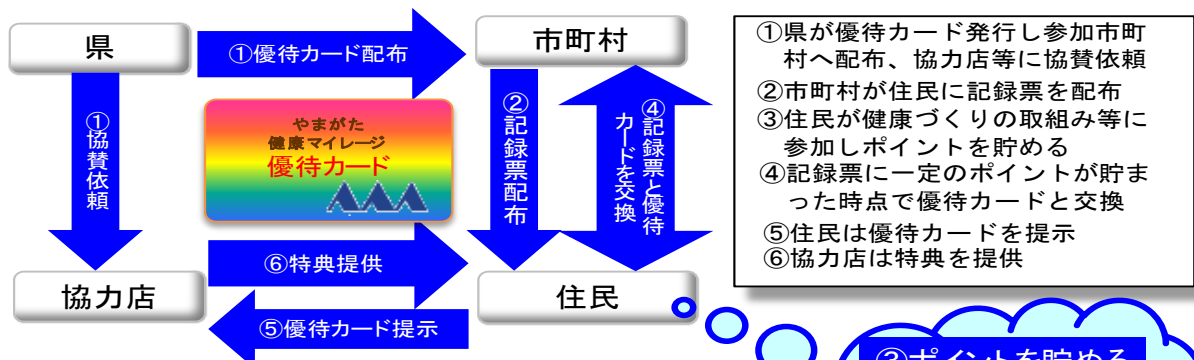 県
①優待カード配布
市町村
①協賛依頼
やまがた
健康マイレージ
優待カード
②記録票配布
④記録票と優待
カードを交換
協力店
⑥特典提供
⑤優待カード提示
住民
①県が優待カード発行し参加市町
村へ配布、協力店等に協賛依頼
②市町村が住民に記録票を配布
③住民が健康づくりの取組み等に
参加しポイントを貯める
④記録票に一定のポイントが貯ま
った時点で優待カードと交換
⑤住民は優待カードを提示
⑥協力店は特典を提供
③ポイントを貯める